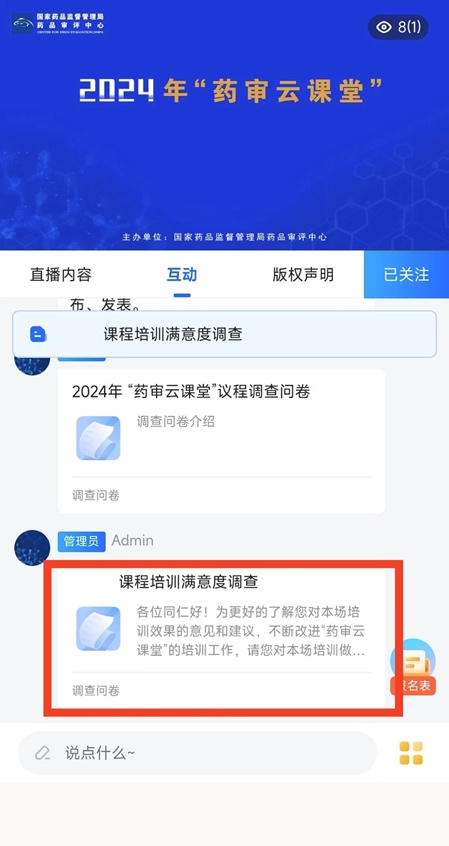 国家药品监督管理局
药品审评中心
CENTER FOR DRUG EVALUATION,NMPA
8(1)
2024年“药审云课堂”
主办单位：国家药品监督管理局药品审评中心
直播内容
互动
版权声明
已关注
布、发表。
课程培训满意度调查
2024年 “药审云课堂”议程调查问卷
调查问卷介绍
调查问卷
管理员 Admin
课程培训满意度调查
各位同仁好！为更好的了解您对本场培
训效果的意见和建议，不断改进“药审云
课堂”的培训工作，请您对本场培训做...
调查问卷
名表
说点什么~